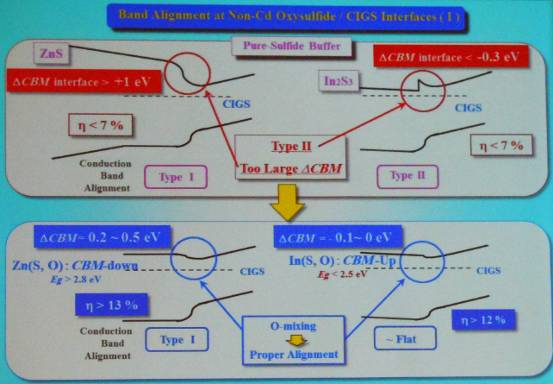 Band Alignment at Non-Cd Oxysulfide / CIGS Interfaces ( I )
Pure-Sulfide Buffer
ZnS
ΔCBM interface > +1 eV
CIGS
η < 7 %
Conduction
Band
Alignment
Type I
Type II
Too Large ΔCBM
ΔCBM interface < -0.3 eV
In2S3
CIGS
η < 7 %
Type II
ΔCBM= 0.2 ~ 0.5 eV
Zn(S, O) : CBM-down
Eg > 2.8 eV
CIGS
η > 13 %
Conduction
Band
Alignment
Type I
O-mixing
Proper Alignment
ΔCBM= - 0.1~ 0 eV
In(S, O) : CBM-Up
Eg < 2.5 eV
CIGS
η > 12 %
~ Flat